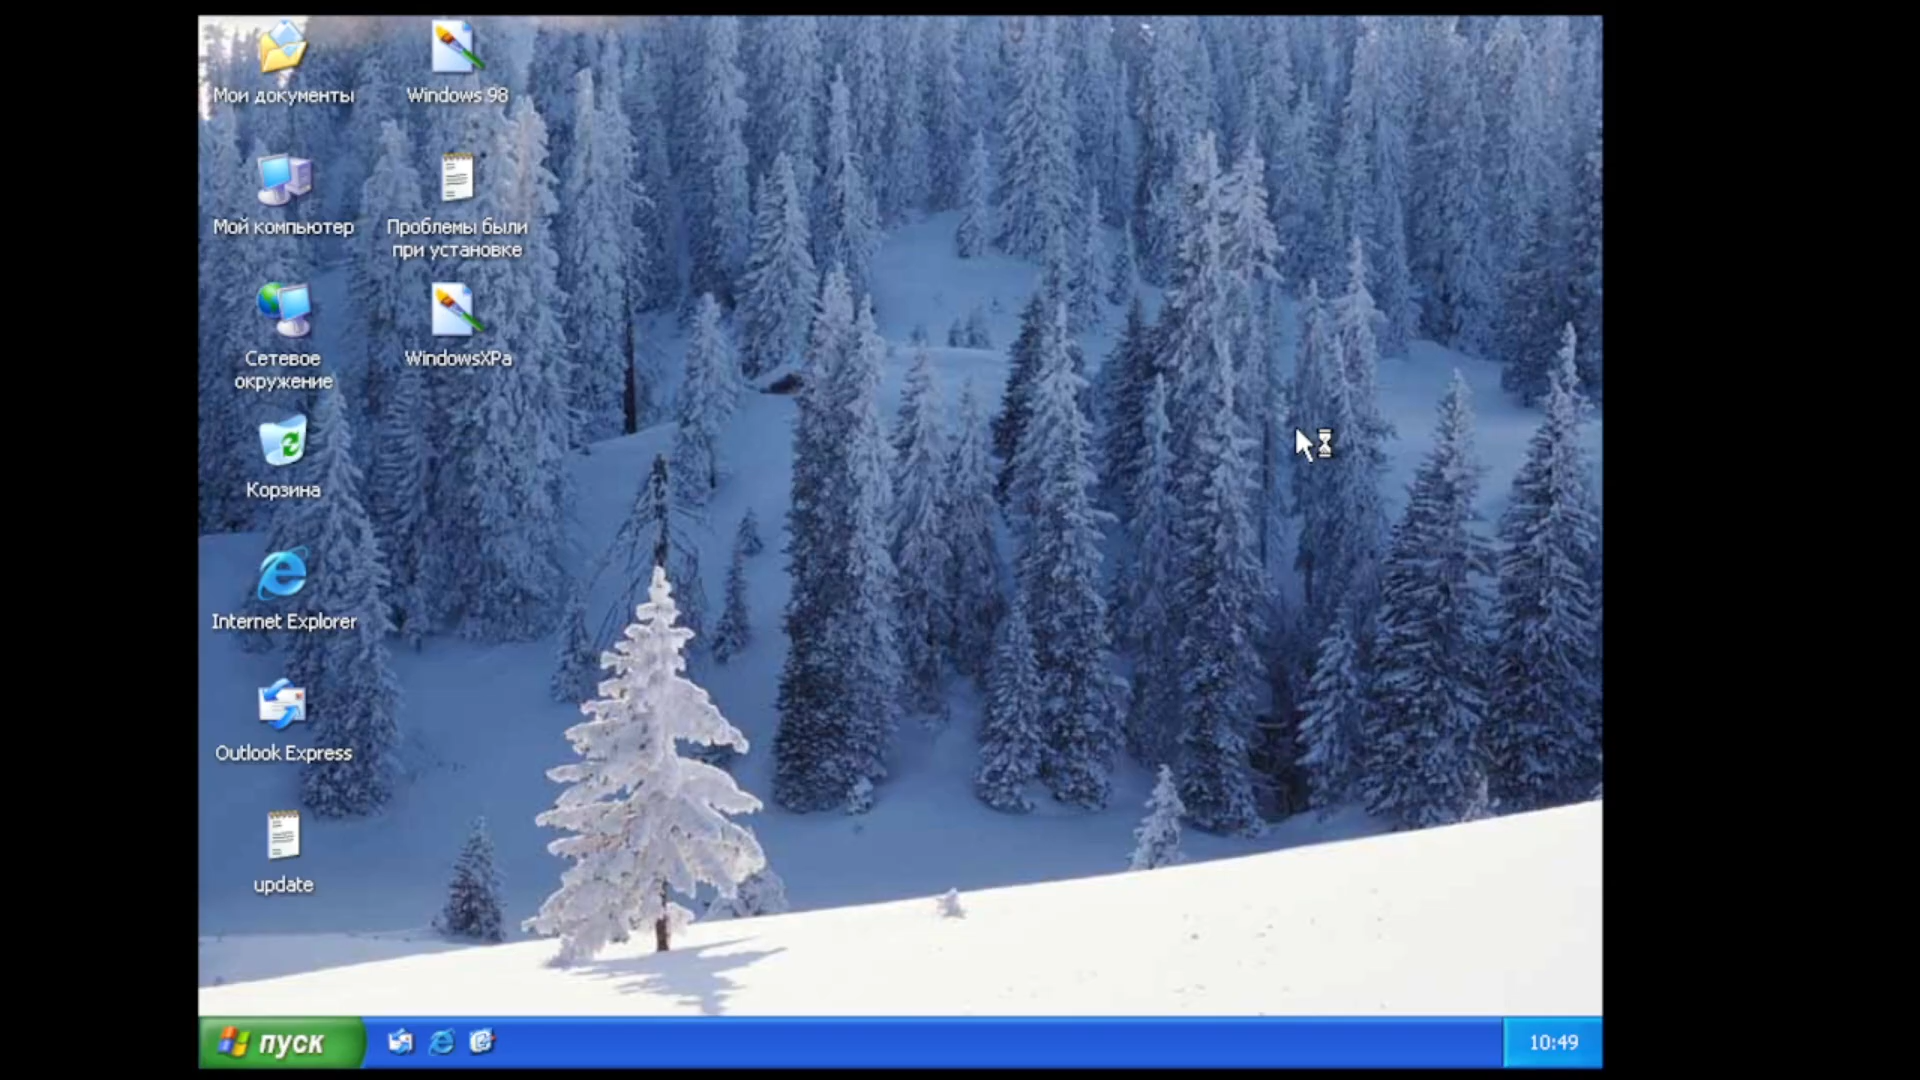 Мои документы
Windows 98
Мой компьютер
Проблемы были
при установке
Сетевое
окружение
WindowsXPa
Корзина
Internet Explorer
Outlook Express
update
пуск
10:49